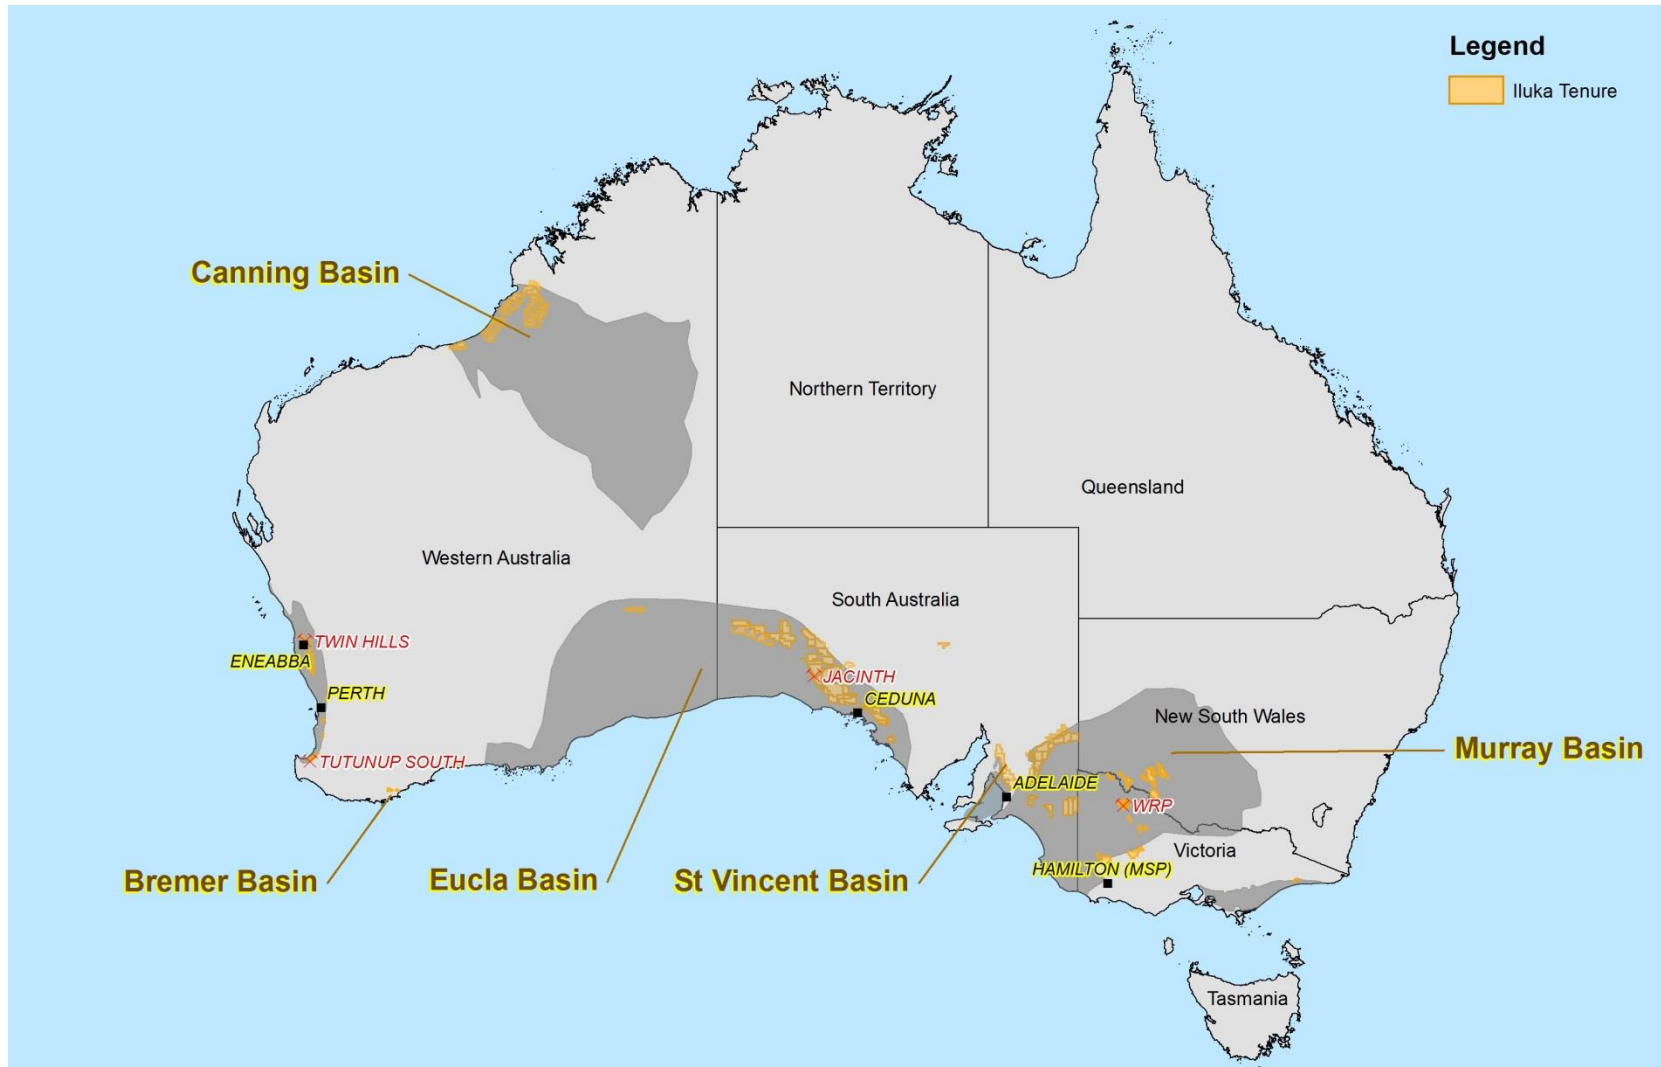 Legend
Iluka Tenure
Canning Basin
Northern Territory
Queensland
Western Australia
South Australia
TWIN HILLS
ENEABBA
JACINTH
PERTH
CEDUNA
New South Wales
Murray Basin
TUTUNUP SOUTH
ADELAIDE
WRP
Victoria
HAMILTON (MSP)
Bremer Basin
Eucla Basin
St Vincent Basin
Tasmania